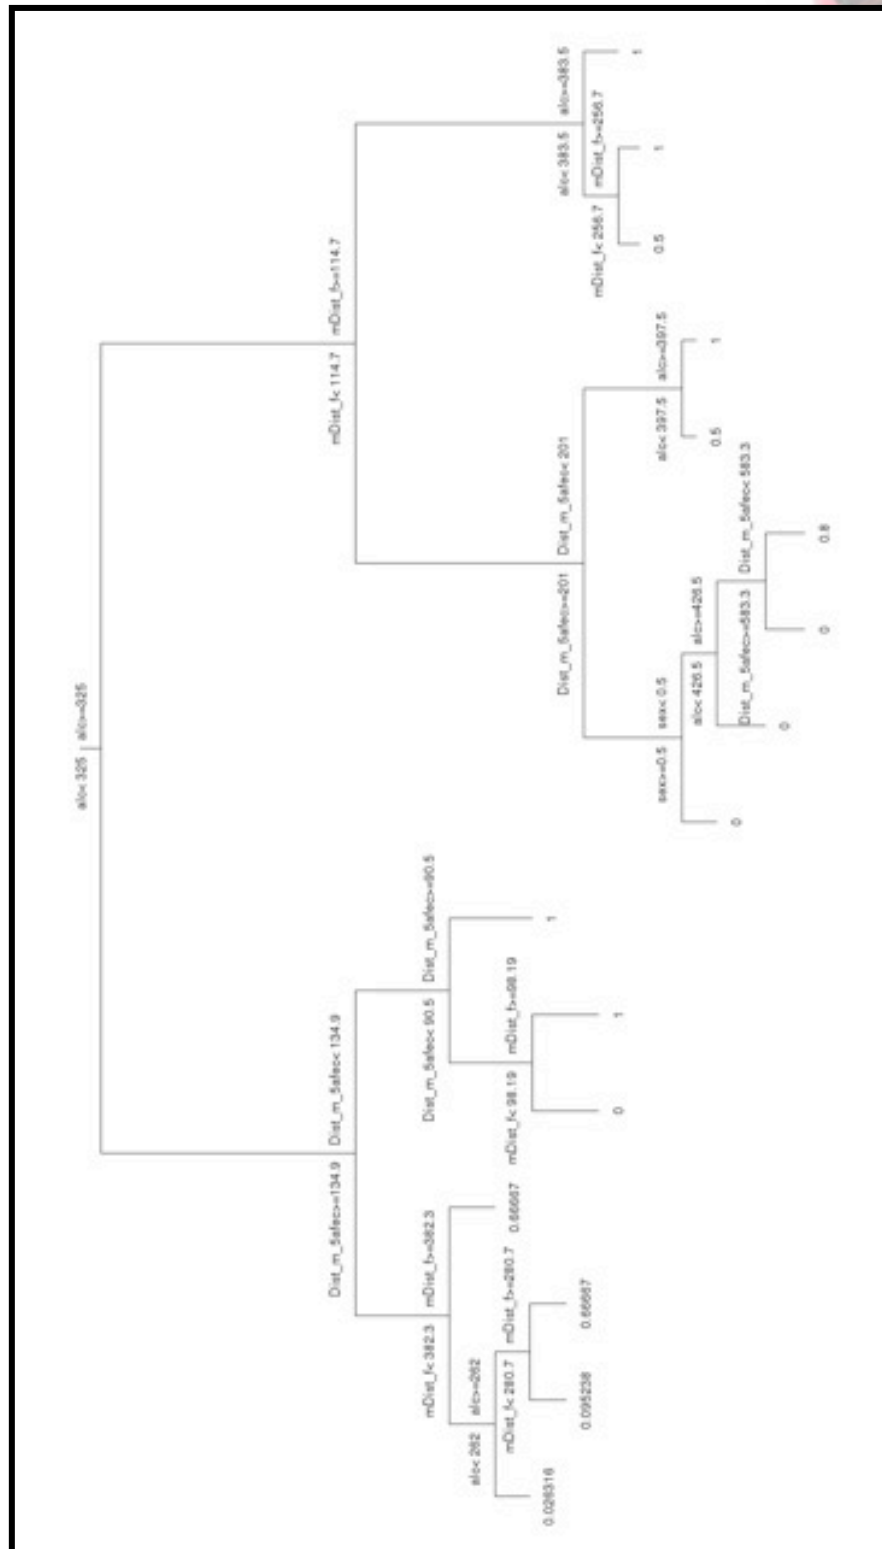 alc< 325
alc>=325
Dist_m_5afec>=134.9
Dist_m_5afec< 134.9
mDist_f< 114.7
mDist_f>=114.7
mDist_f< 382.3
mDist_f>=382.3
Dist_m_5afec< 90.5
Dist_m_5afec>=90.5
Dist_m_5afec>=201
Dist_m_5afec< 201
alc< 383.5
alc>=383.5
alc< 262
alc>=262
mDist_f< 280.7
mDist_f>=280.7
mDist_f< 98.19
mDist_f>=98.19
sex>=0.5
sex< 0.5
alc< 426.5
alc>=426.5
Dist_m_5afec>=583.3
Dist_m_5afec< 583.3
alc< 397.5
alc>=397.5
mDist_f< 256.7
mDist_f>=256.7
0.026316
0.095238
0.66667
0.66667
0
1
1
0
0
0
0.8
0.5
1
0.5
1
1